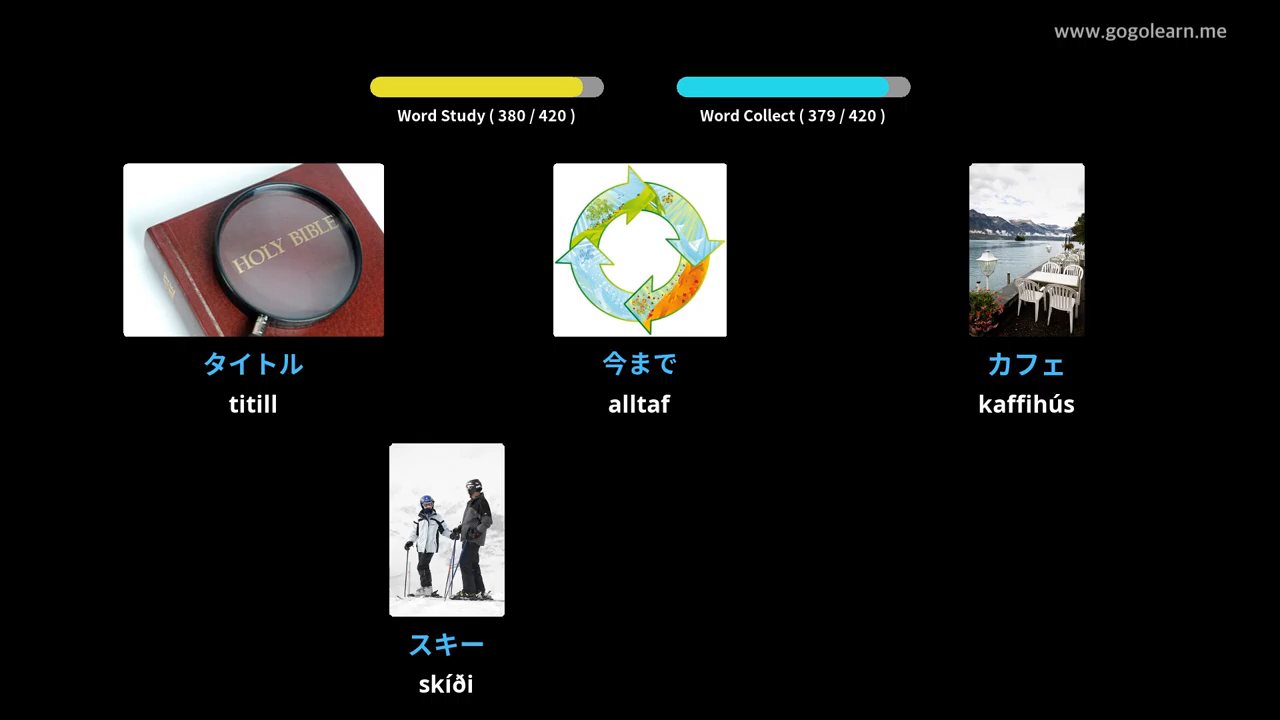 www.gogolearn.me
Word Study ( 380 / 420 )
Word Collect ( 379 / 420 )
HOLY BIBLE
タイトル
titill
今まで
alltaf
カフェ
kaffihús
スキー
skíði